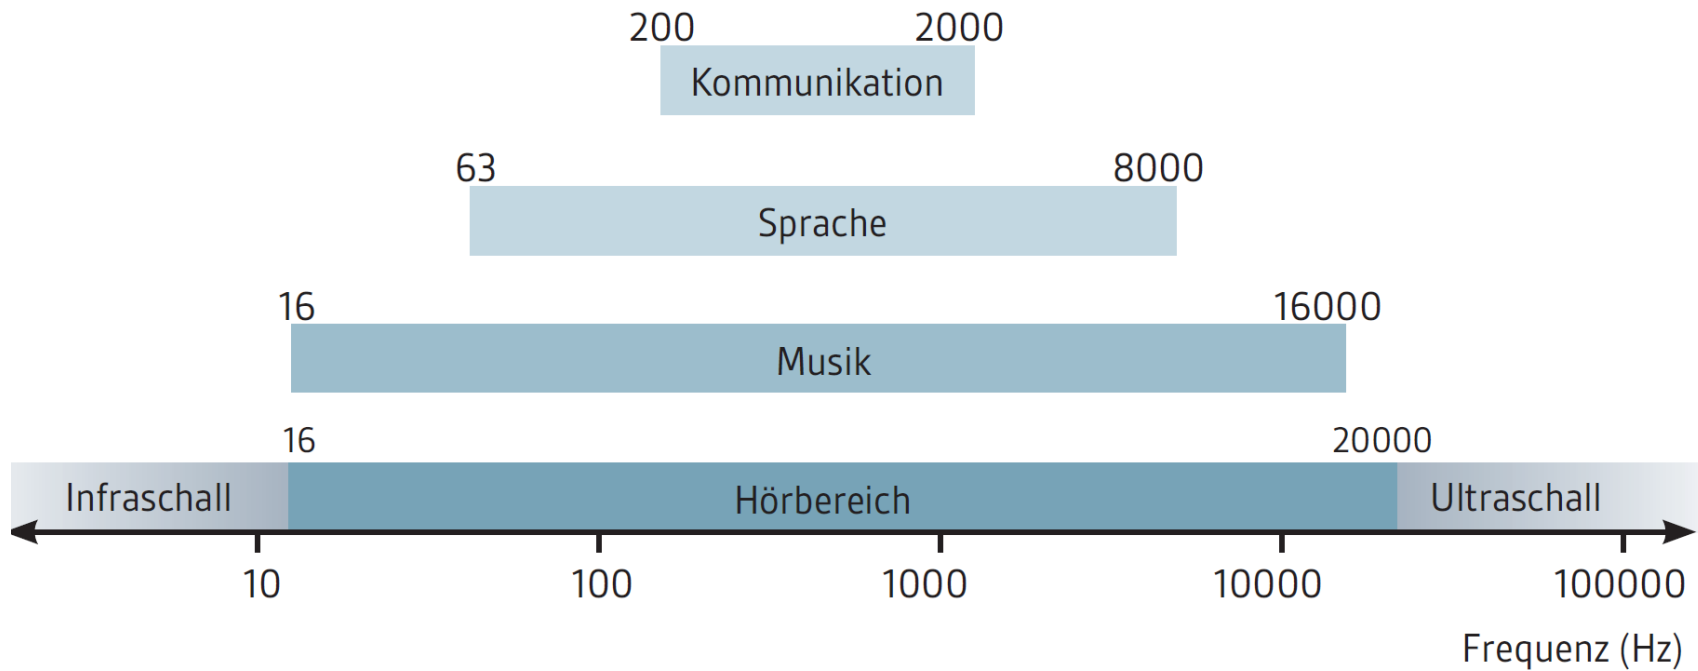 200 2000
Kommunikation
63 8000
Sprache
16 16000
Musik
16 20000
Infraschall Hörbereich Ultraschall
10 100 1000 10000 100000
Frequenz (Hz)